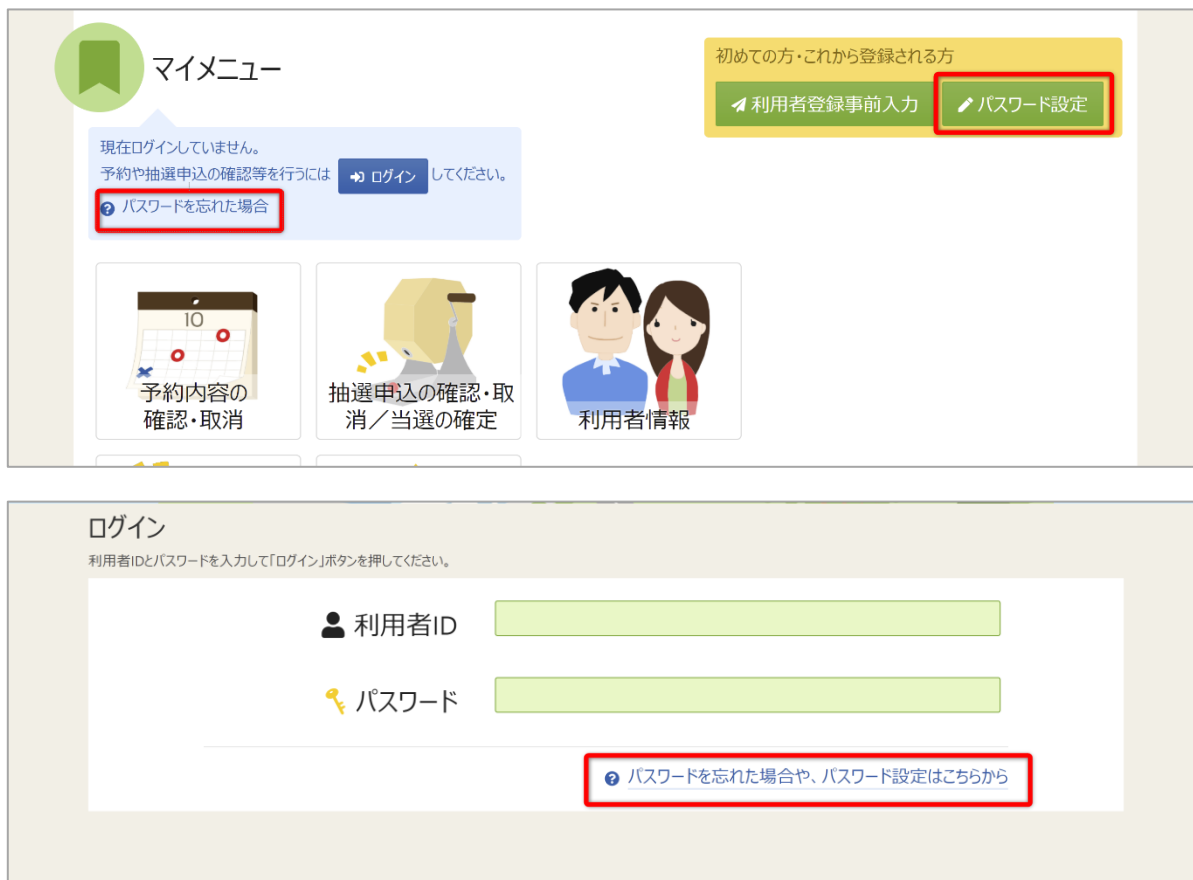 マイメニュー
初めての方・これから登録される方
利用者登録事前入力
パスワード設定
現在ログインしていません。
予約や抽選申込の確認等を行うには ログイン してください。
パスワードを忘れた場合
10
予約内容の
確認・取消
抽選申込の確認・取
消／当選の確定
利用者情報
ログイン
利用者IDとパスワードを入力して「ログイン」ボタンを押してください。
利用者ID
パスワード
パスワードを忘れた場合や、パスワード設定はこちらから